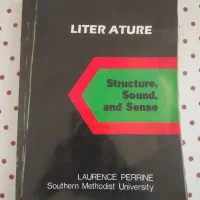 LITERATURE
Structure,
Sound,
and Sense
LAURENCE PERRINE
Southern Methodist University